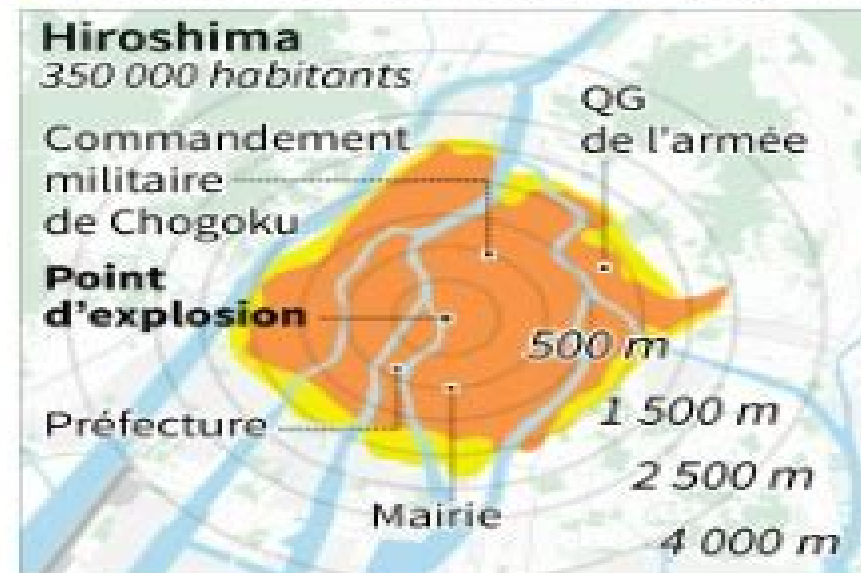 Hiroshima
350 000 habitants
QG
de l'armée
Commandement
militaire
de Chogoku
Point
d'explosion
500 m
1 500 m
Préfecture
2 500 m
Mairie
4 000 m